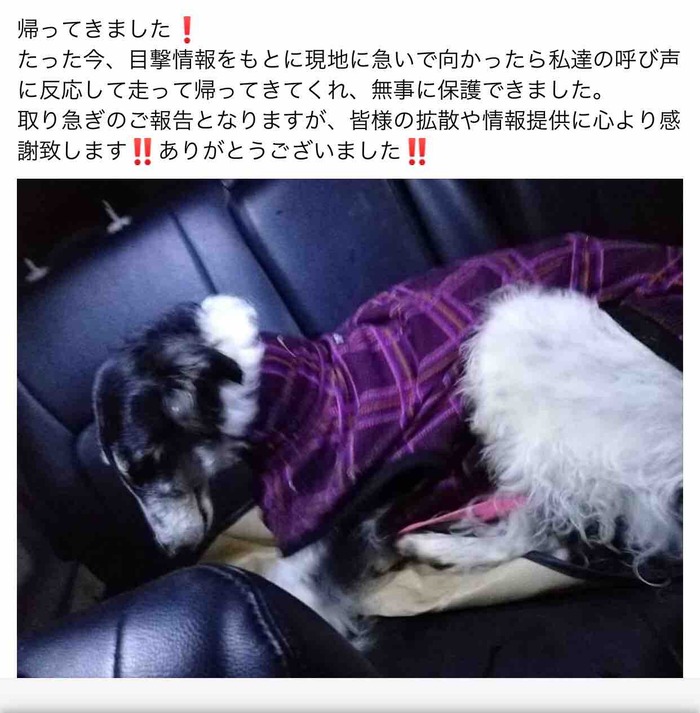 帰ってきました❗
たった今、目撃情報をもとに現地に急いで向かったら私達の呼び声
に反応して走って帰ってきてくれ、無事に保護できました。
取り急ぎのご報告となりますが、皆様の拡散や情報提供に心より感
謝致します‼️ありがとうございました‼️